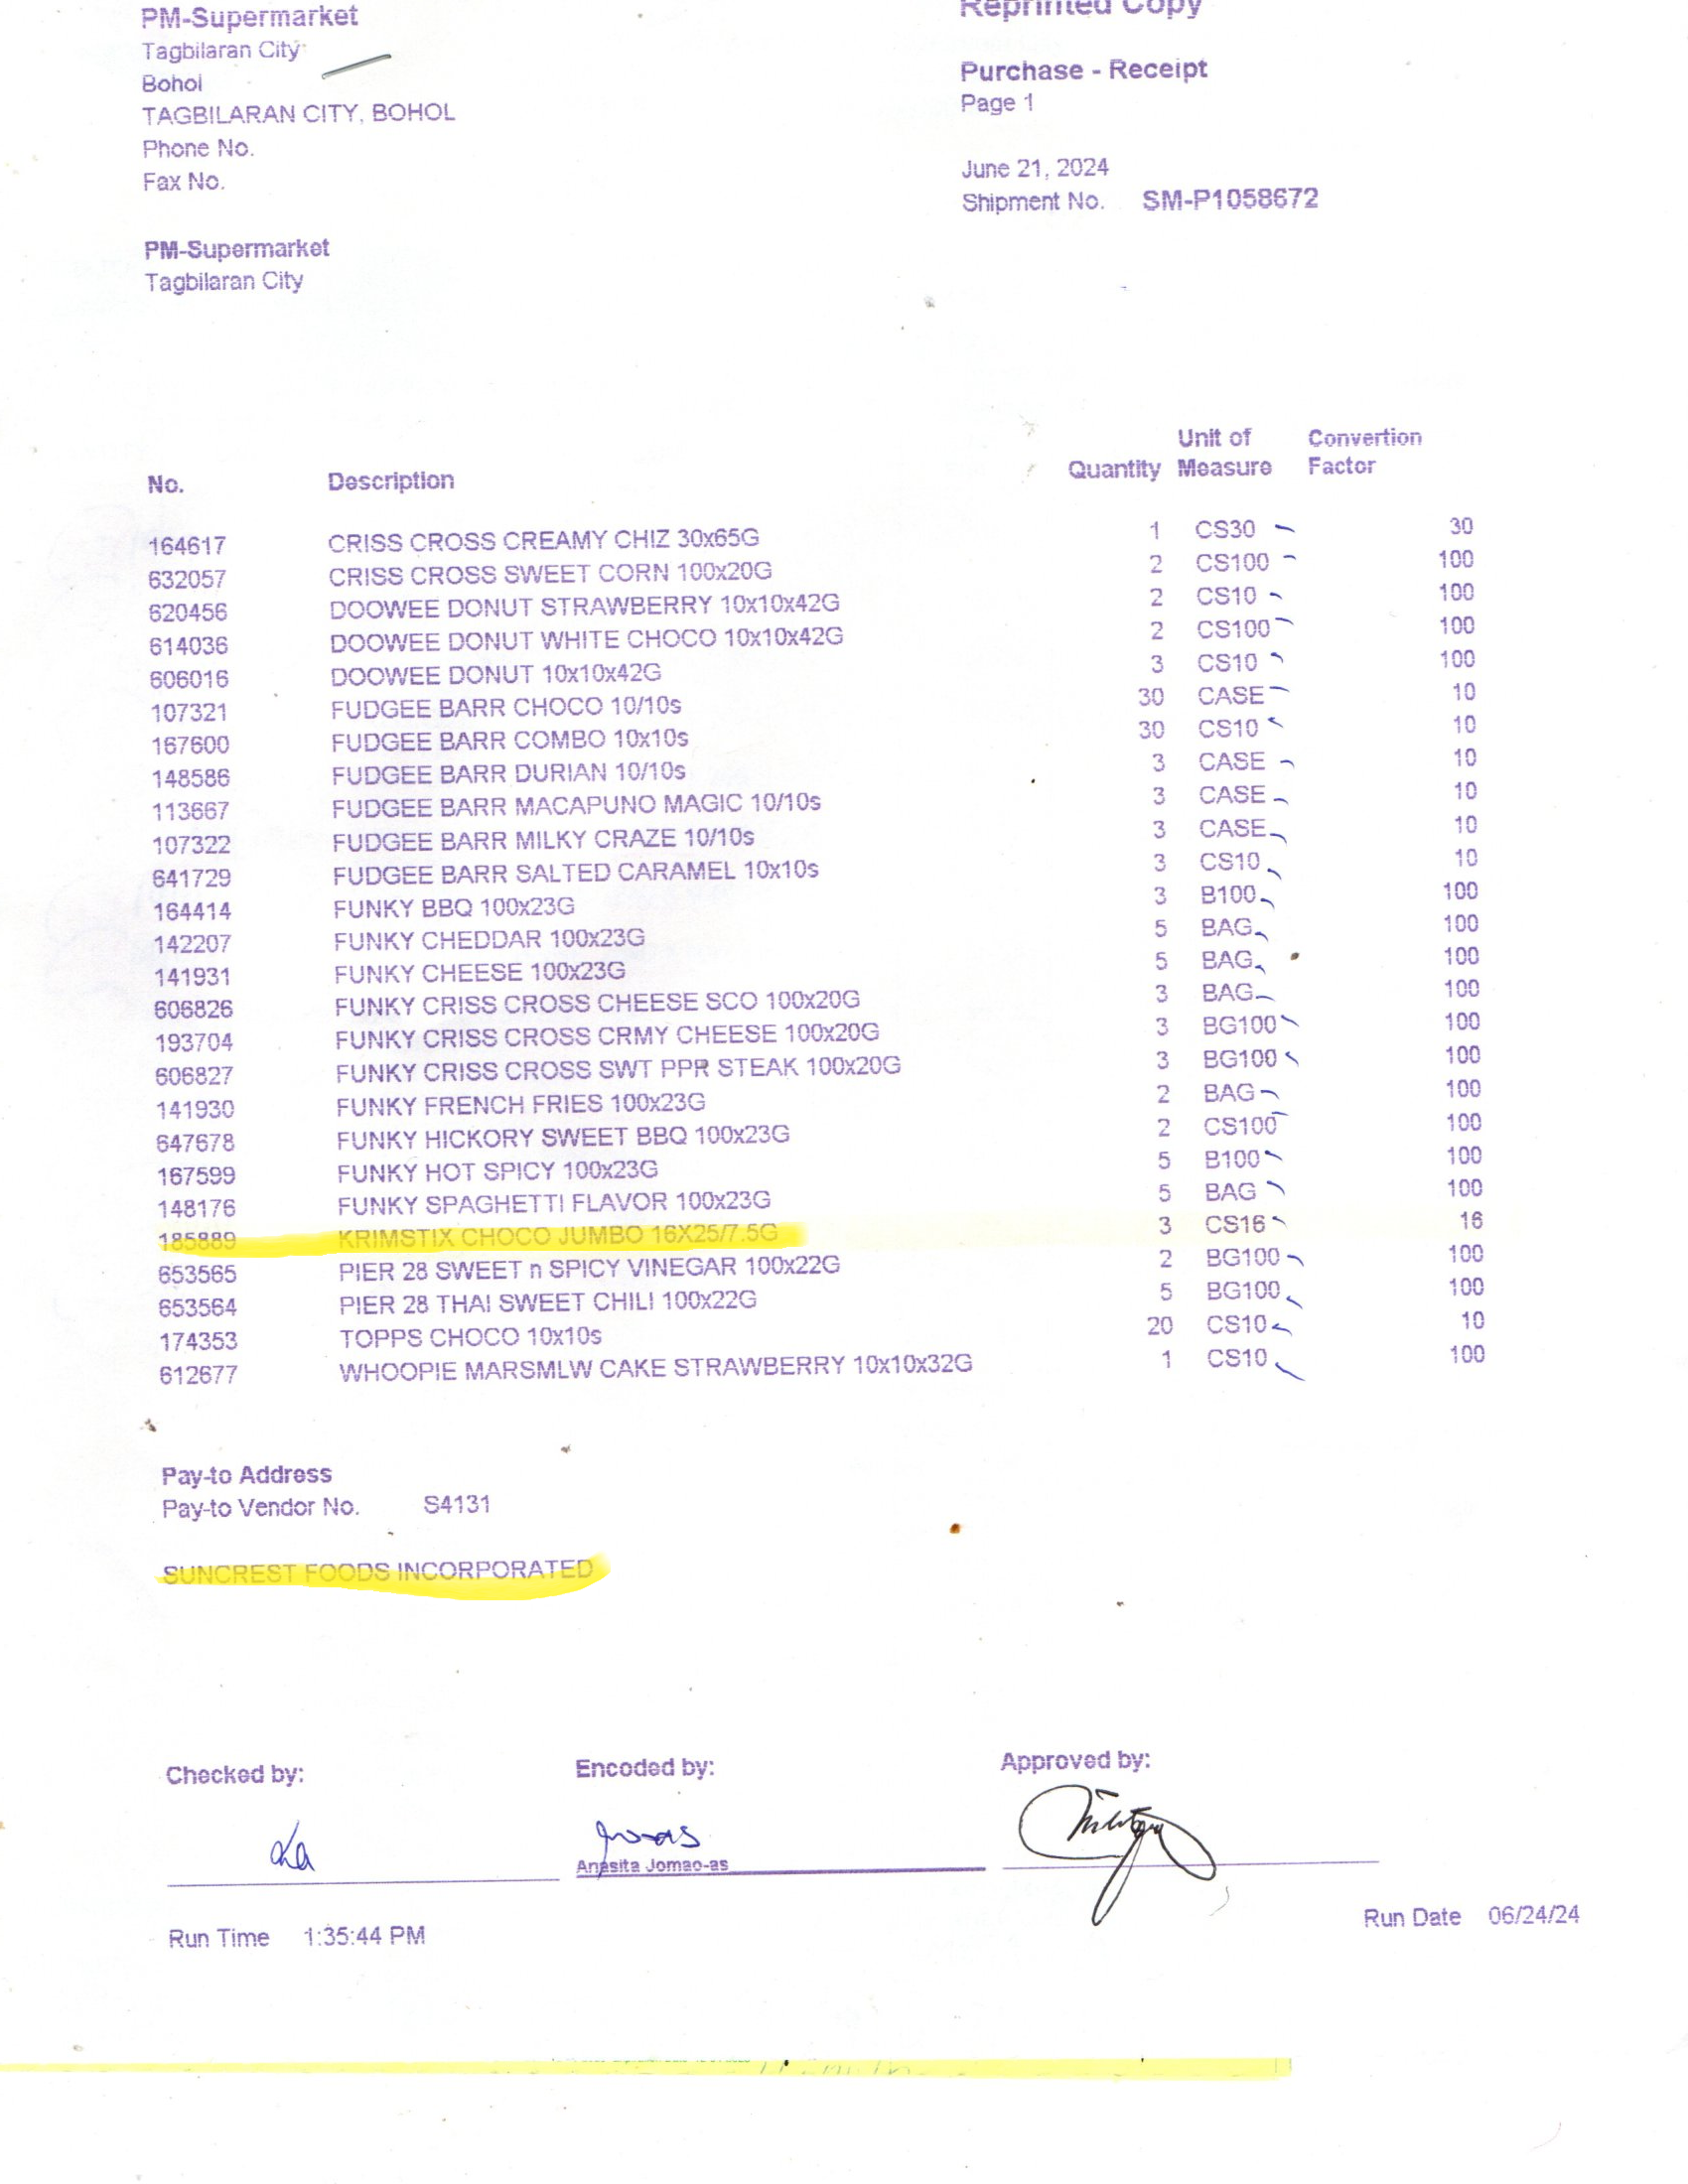 PM-Supermarket
Tagbilaran City
Bohol
TAGBILARAN CITY, BOHOL
Phone No.
Fax No.
PM-Supermarket
Tagbilaran City
Reprinted Copy
Purchase - Receipt
Page 1
June 21, 2024
Shipment No. SM-P1058672
No. Description Quantity Unit of Measure Convertion Factor
164617 CRISS CROSS CREAMY CHIZ 30x65G 1 CS30 30
632057 CRISS CROSS SWEET CORN 100x20G 2 CS100 100
620456 DOOWEE DONUT STRAWBERRY 10x10x42G 2 CS10 100
614036 DOOWEE DONUT WHITE CHOCO 10x10x42G 2 CS100 100
606016 DOOWEE DONUT 10x10x42G 3 CS10 100
107321 FUDGEE BARR CHOCO 10/10s 30 CASE 10
167600 FUDGEE BARR COMBO 10x10s 30 CS10 10
148586 FUDGEE BARR DURIAN 10/10s 3 CASE 10
113667 FUDGEE BARR MACAPUNO MAGIC 10/10s 3 CASE 10
107322 FUDGEE BARR MILKY CRAZE 10/10s 3 CASE 10
641729 FUDGEE BARR SALTED CARAMEL 10x10s 3 CS10 10
164414 FUNKY BBQ 100x23G 3 B100 100
142207 FUNKY CHEDDAR 100x23G 5 BAG 100
141931 FUNKY CHEESE 100x23G 5 BAG 100
606826 FUNKY CRISS CROSS CHEESE SCO 100x20G 3 BAG 100
193704 FUNKY CRISS CROSS CRMY CHEESE 100x20G 3 BG100 100
606827 FUNKY CRISS CROSS SWT PPR STEAK 100x20G 3 BG100 100
141930 FUNKY FRENCH FRIES 100x23G 2 BAG 100
647678 FUNKY HICKORY SWEET BBQ 100x23G 2 CS100 100
167599 FUNKY HOT SPICY 100x23G 5 B100 100
148176 FUNKY SPAGHETTI FLAVOR 100x23G 5 BAG 100
185889 KRIMSTIX CHOCO JUMBO 16X25/7.5G 3 CS16 16
653565 PIER 28 SWEET n SPICY VINEGAR 100x22G 2 BG100 100
653564 PIER 28 THAI SWEET CHILI 100x22G 5 BG100 100
174353 TOPPS CHOCO 10x10s 20 CS10 10
612677 WHOOPIE MARSMLW CAKE STRAWBERRY 10x10x32G 1 CS10 100
Pay-to Address
Pay-to Vendor No. S4131
SUNCREST FOODS INCORPORATED
Checked by: Encoded by: Approved by:
Anasita Jomao-as
Run Time 1:35:44 PM Run Date 06/24/24